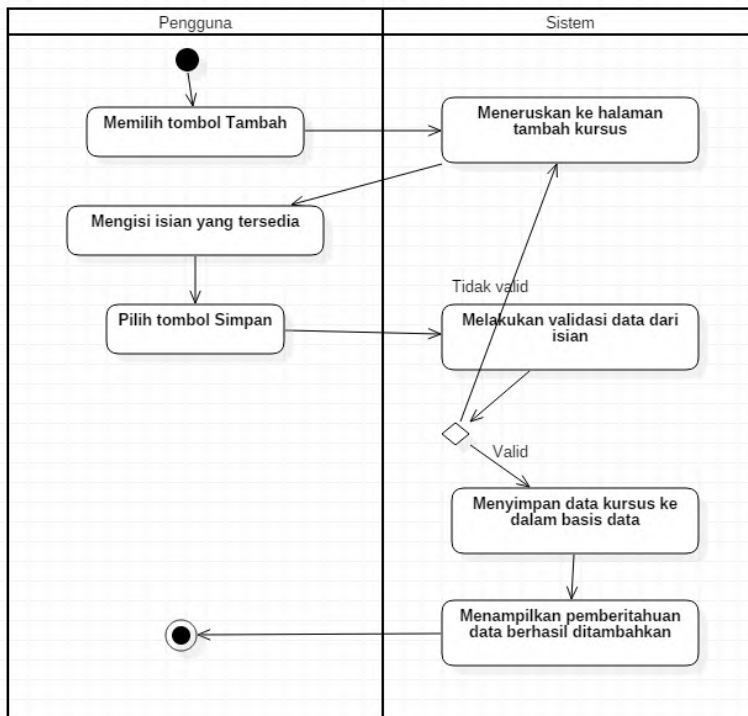 Pengguna
Sistem
Memilih tombol Tambah
Meneruskan ke halaman
tambah kursus
Mengisi isian yang tersedia
Tidak valid
Pilih tombol Simpan
Melakukan validasi data dari
isian
Valid
Menyimpan data kursus ke
dalam basis data
Menampilkan pemberitahuan
data berhasil ditambahkan